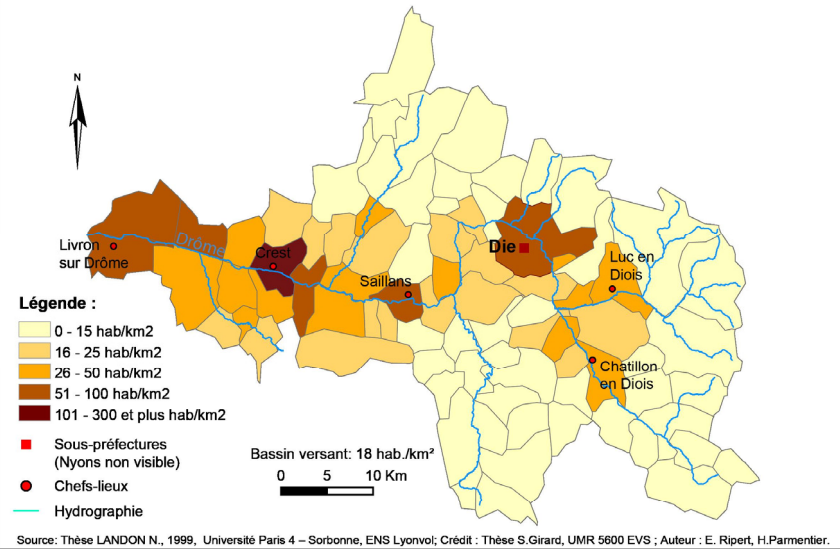 N
Livron
sur Drôme
Drôme
Crest
Saillans
Die
Luc en
Diois
Chatillon
en Diois
Légende :
0 - 15 hab/km2
16 - 25 hab/km2
26 - 50 hab/km2
51 - 100 hab/km2
101 - 300 et plus hab/km2
Sous-préfectures
(Nyons non visible)
Chefs-lieux
Hydrographie
Bassin versant: 18 hab./km²
0 5 10 Km
Source: Thèse LANDON N., 1999, Université Paris 4 – Sorbonne, ENS Lyonvol; Crédit : Thèse S.Girard, UMR 5600 EVS ; Auteur : E. Ripert, H.Parmentier.